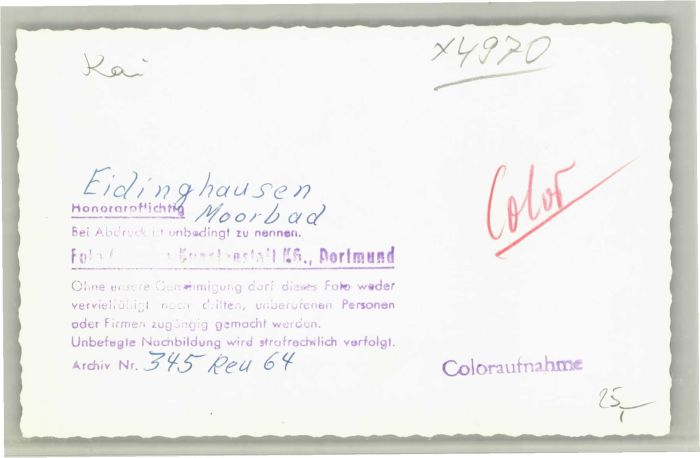 Kai
x4970
Eidinghausen
Moorbad
Color
Honorarpflichtig
Bei Abdruck ist unbedingt zu nennen.
Foto Kunstanstalt KG., Dortmund
Ohne unsere Genehmigung darf dieses Foto weder
vervielfältigt noch dritten, unberufenen Personen
oder Firmen zugängig gemacht werden.
Unbefugte Nachbildung wird strafrechtlich verfolgt.
Archiv Nr. 345 Reu 64
Coloraufnahme
25,-